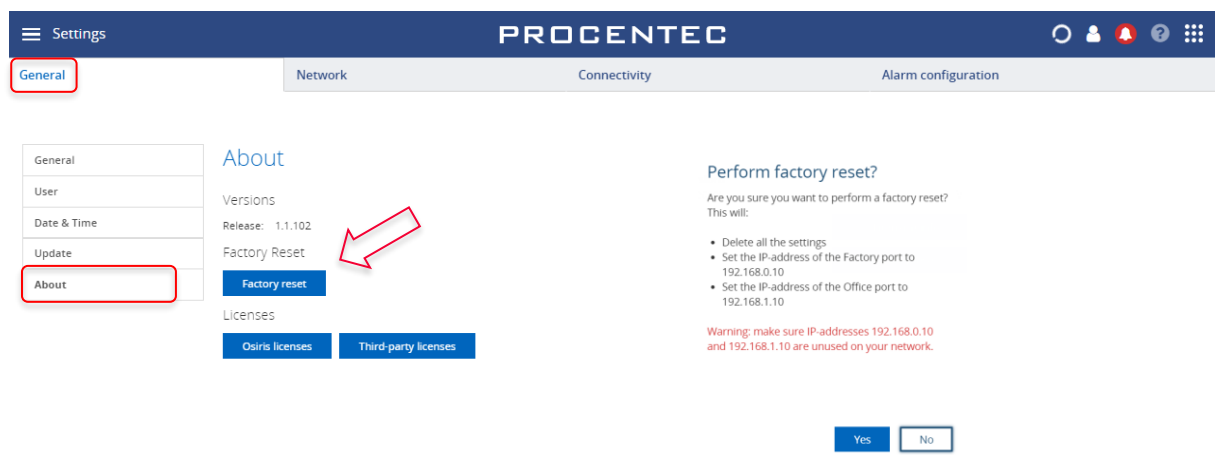 Settings
PROCENTEC
General
Network
Connectivity
Alarm configuration
General
User
Date & Time
Update
About
About
Versions
Release: 1.1.102
Factory Reset
Factory reset
Licenses
Osiris licenses
Third-party licenses
Perform factory reset?
Are you sure you want to perform a factory reset?
This will:
• Delete all the settings
• Set the IP-address of the Factory port to
192.168.0.10
• Set the IP-address of the Office port to
192.168.1.10
Warning: make sure IP-addresses 192.168.0.10
and 192.168.1.10 are unused on your network.
Yes
No